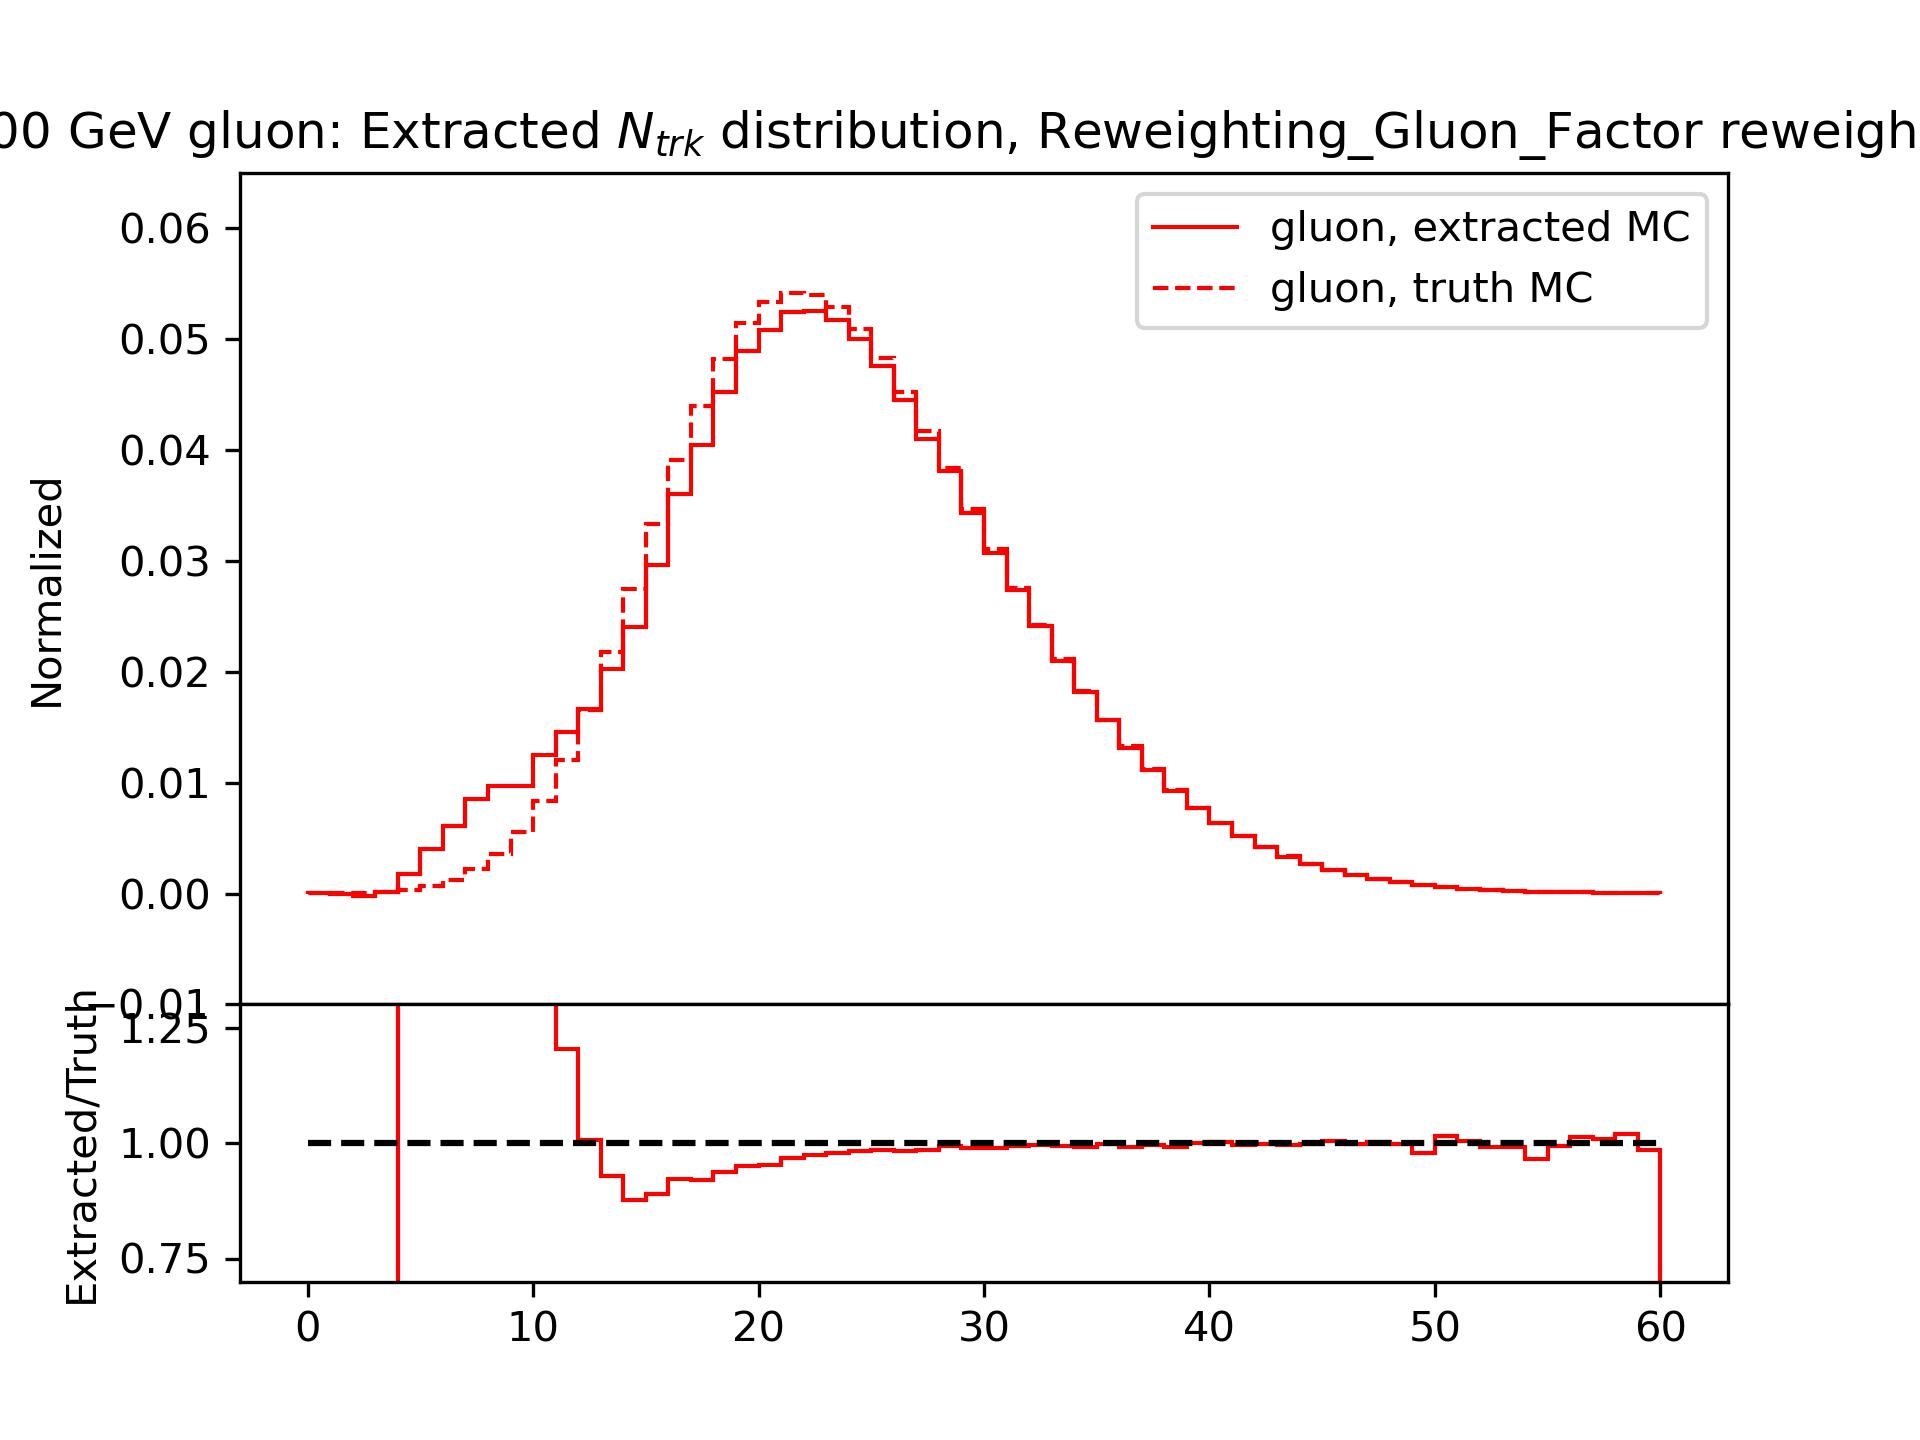 00 GeV gluon: Extracted N_trk distribution, Reweighting_Gluon_Factor reweigh
gluon, extracted MC
gluon, truth MC
Normalized
0.06
0.05
0.04
0.03
0.02
0.01
0.00
−0.01
Extracted/Truth
1.25
1.00
0.75
0 10 20 30 40 50 60